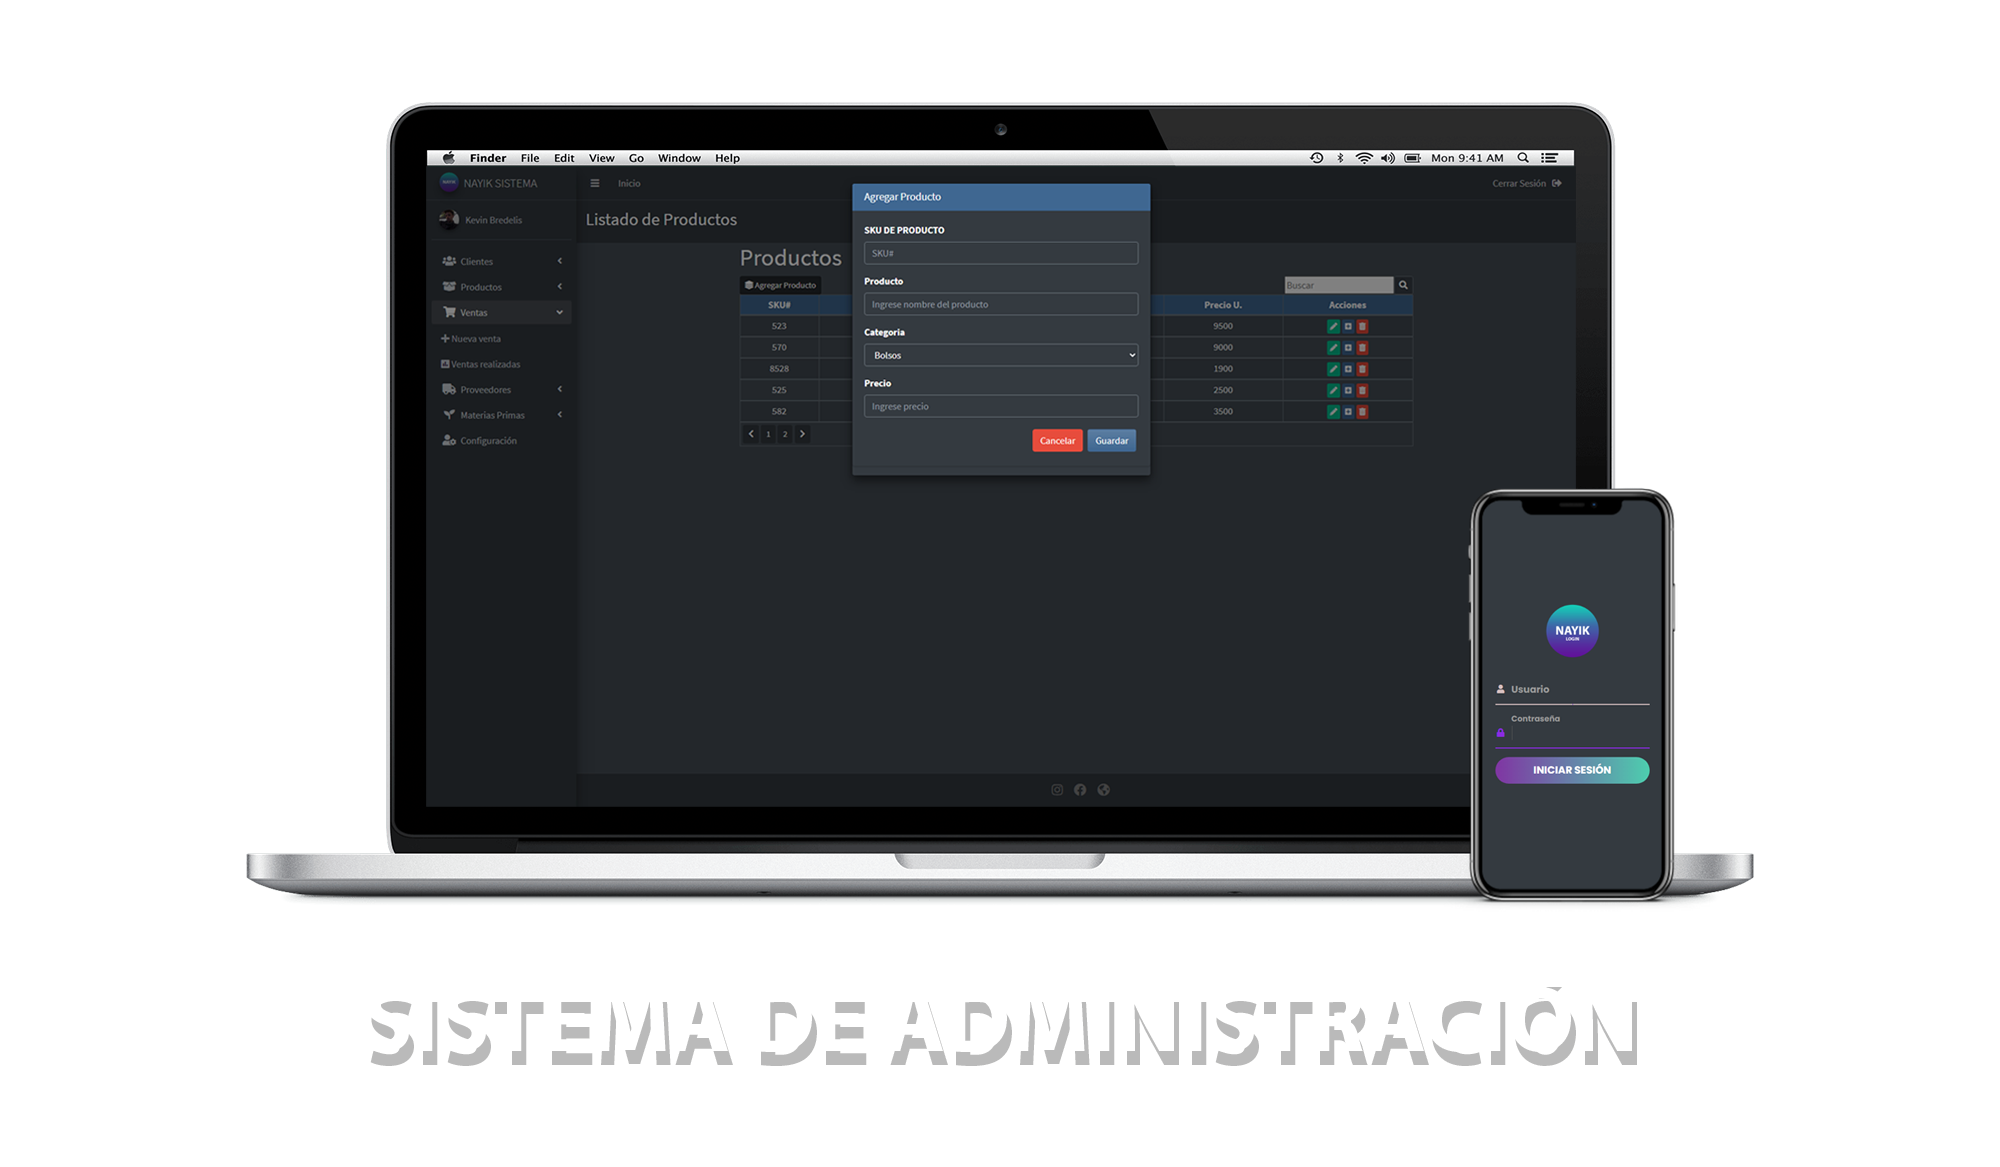 Finder File Edit View Go Window Help Mon 9:41 AM
NAYIK NAYIK SISTEMA Inicio Cerrar Sesión
Kevin Bredelis
Listado de Productos
Clientes
Productos
Ventas
Nueva venta
Ventas realizadas
Proveedores
Materias Primas
Configuración
Productos
Agregar Producto Buscar
SKU# Precio U. Acciones
523 9500
570 9000
8528 1900
525 2500
582 3500
1 2
Agregar Producto
SKU DE PRODUCTO
SKU#
Producto
Ingrese nombre del producto
Categoria
Bolsos
Precio
Ingrese precio
Cancelar Guardar
NAYIK
LOGIN
Usuario
Contraseña
INICIAR SESIÓN
SISTEMA DE ADMINISTRACIÓN